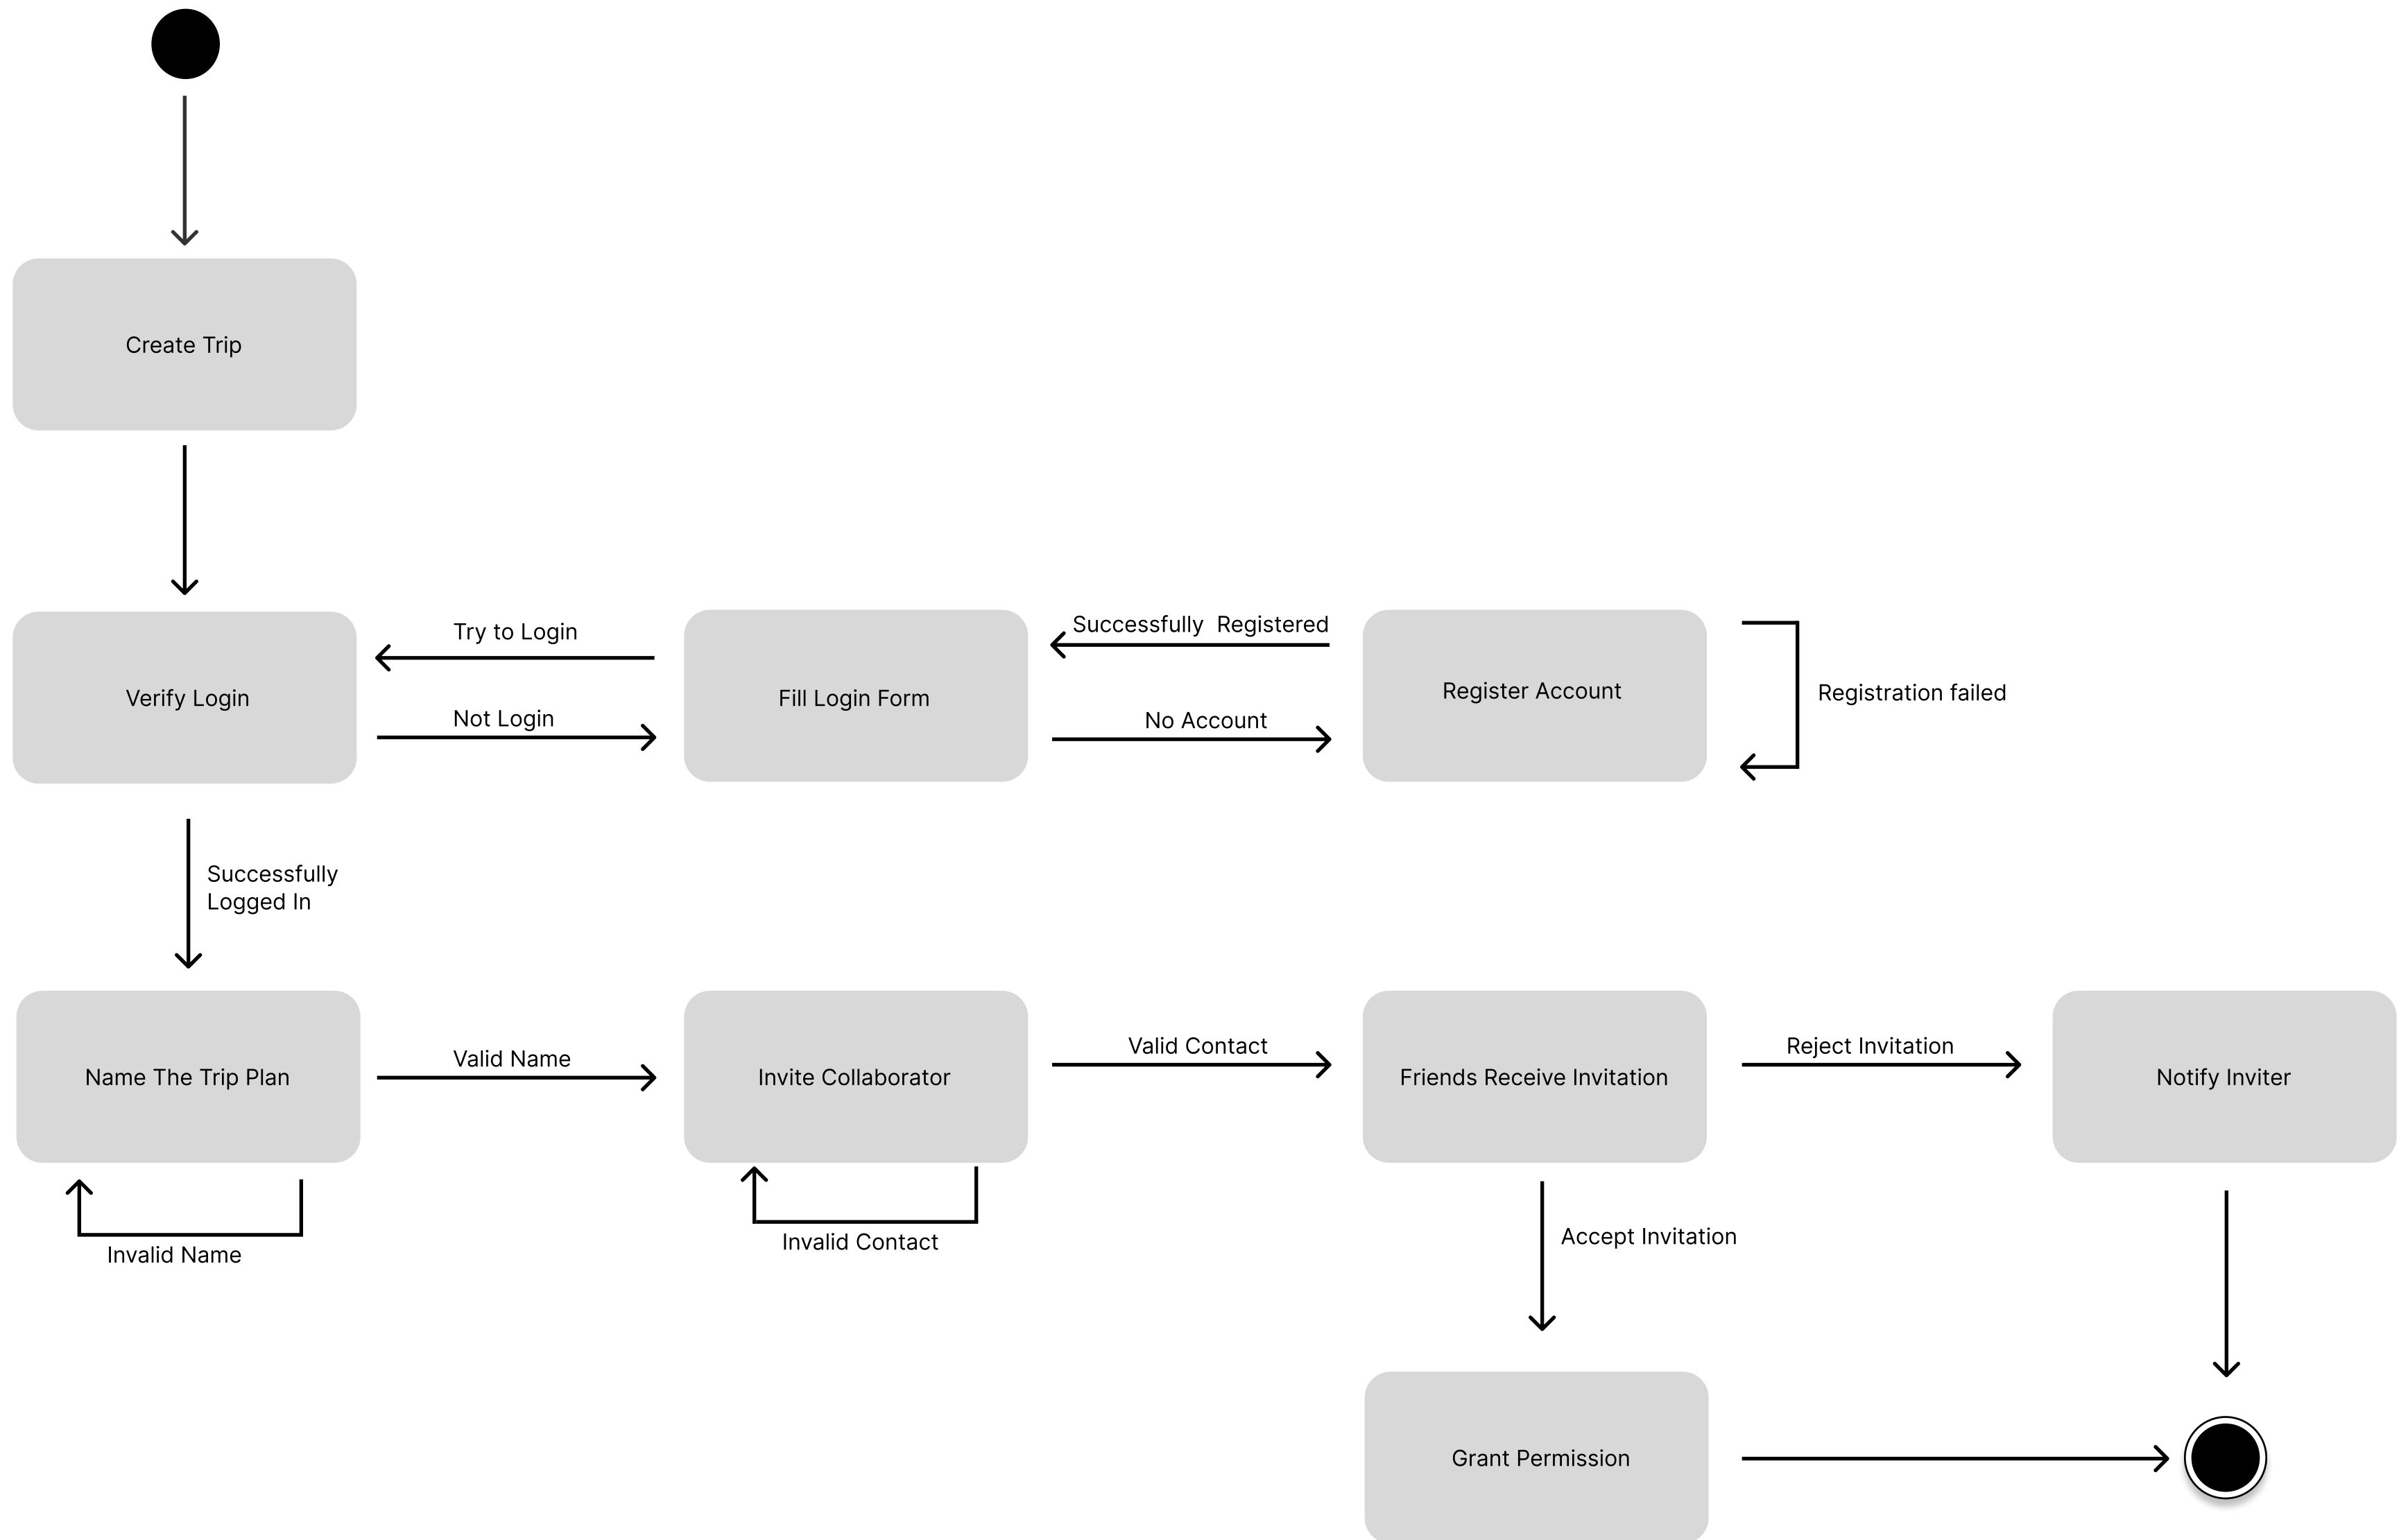 Create Trip
Try to Login
Successfully  Registered
Verify Login
Fill Login Form
Register Account
Registration failed
Not Login
No Account
Successfully
Logged In
Valid Name
Valid Contact
Reject Invitation
Name The Trip Plan
Invite Collaborator
Friends Receive Invitation
Notify Inviter
Invalid Name
Invalid Contact
Accept Invitation
Grant Permission